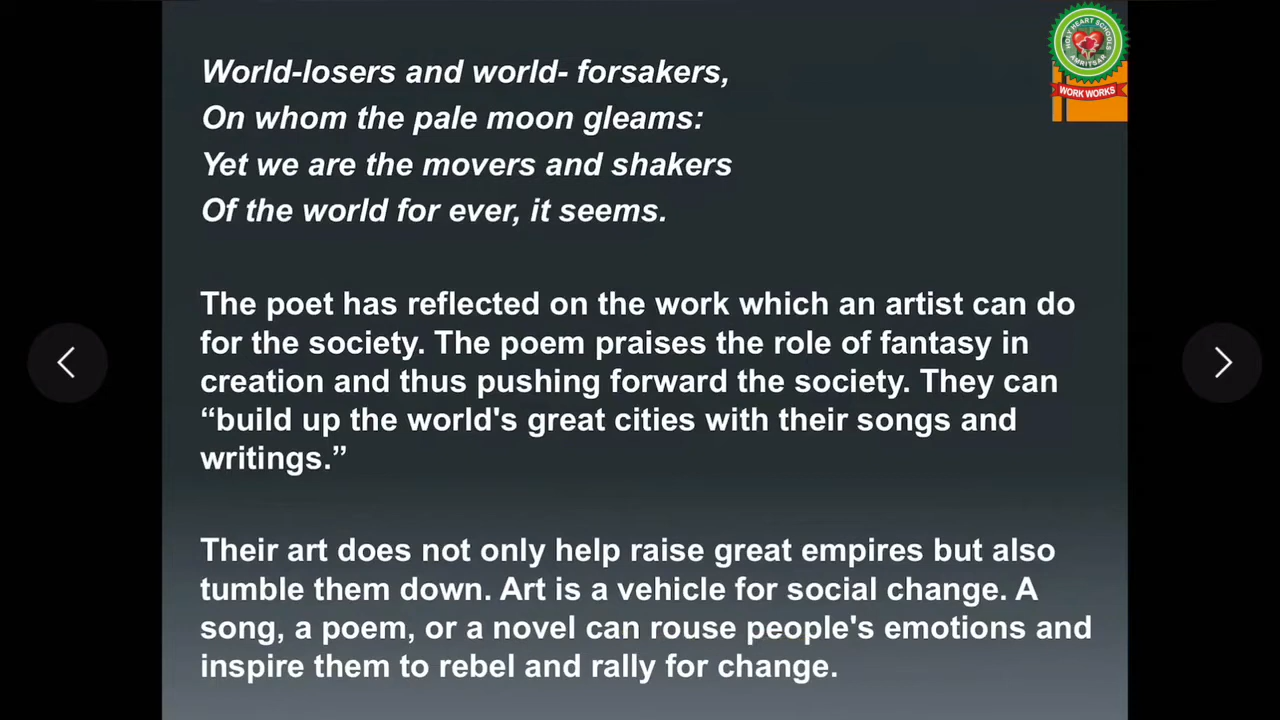 World-losers and world- forsakers,
On whom the pale moon gleams:
Yet we are the movers and shakers
Of the world for ever, it seems.
The poet has reflected on the work which an artist can do
for the society. The poem praises the role of fantasy in
creation and thus pushing forward the society. They can
“build up the world's great cities with their songs and
writings.”
Their art does not only help raise great empires but also
tumble them down. Art is a vehicle for social change. A
song, a poem, or a novel can rouse people's emotions and
inspire them to rebel and rally for change.
HOLY HEART SCHOOLS
AMRITSAR
WORK WORKS